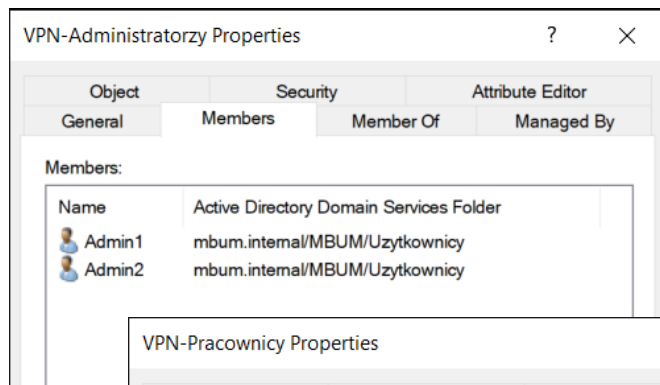 VPN-Administratorzy Properties ? ×
Object Security Attribute Editor
General Members Member Of Managed By
Members:
Name Active Directory Domain Services Folder
Admin1 mbum.internal/MBUM/Uzytkownicy
Admin2 mbum.internal/MBUM/Uzytkownicy
VPN-Pracownicy Properties